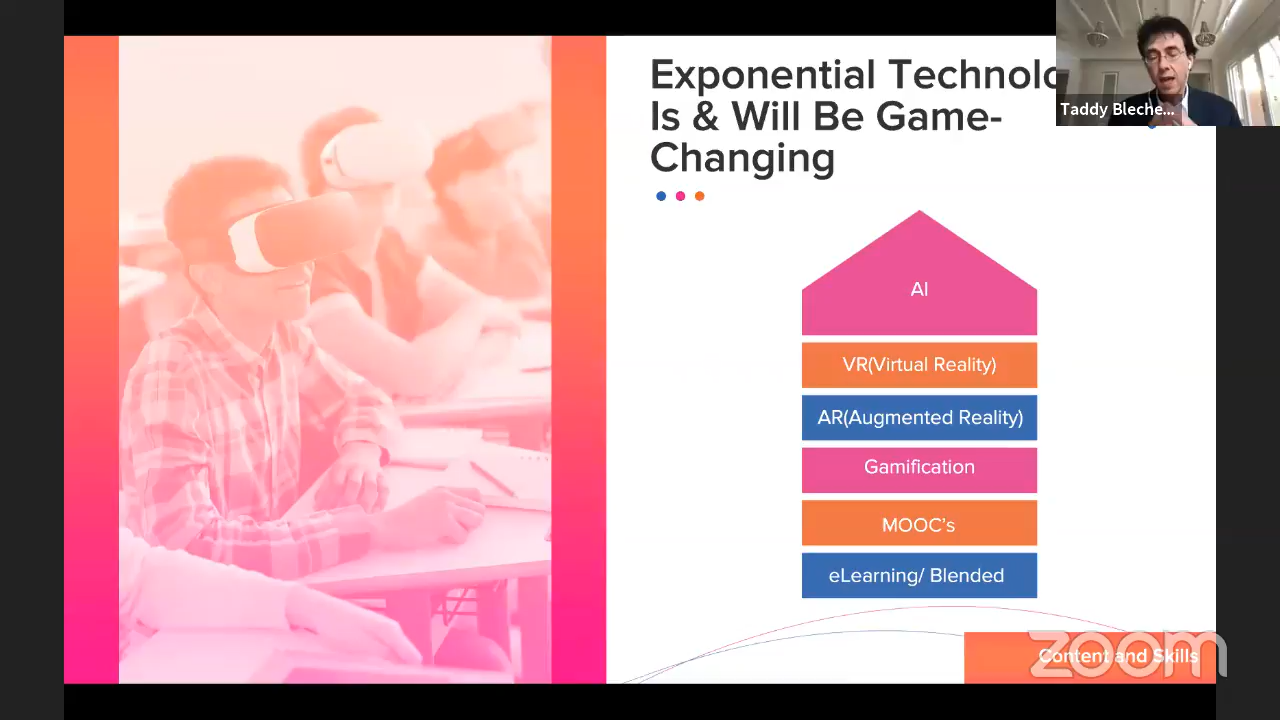 Exponential Technolo
Is & Will Be Game-
Changing
Taddy Bleche...
AI
VR(Virtual Reality)
AR(Augmented Reality)
Gamification
MOOC's
eLearning/ Blended
Content and Skills
zoom